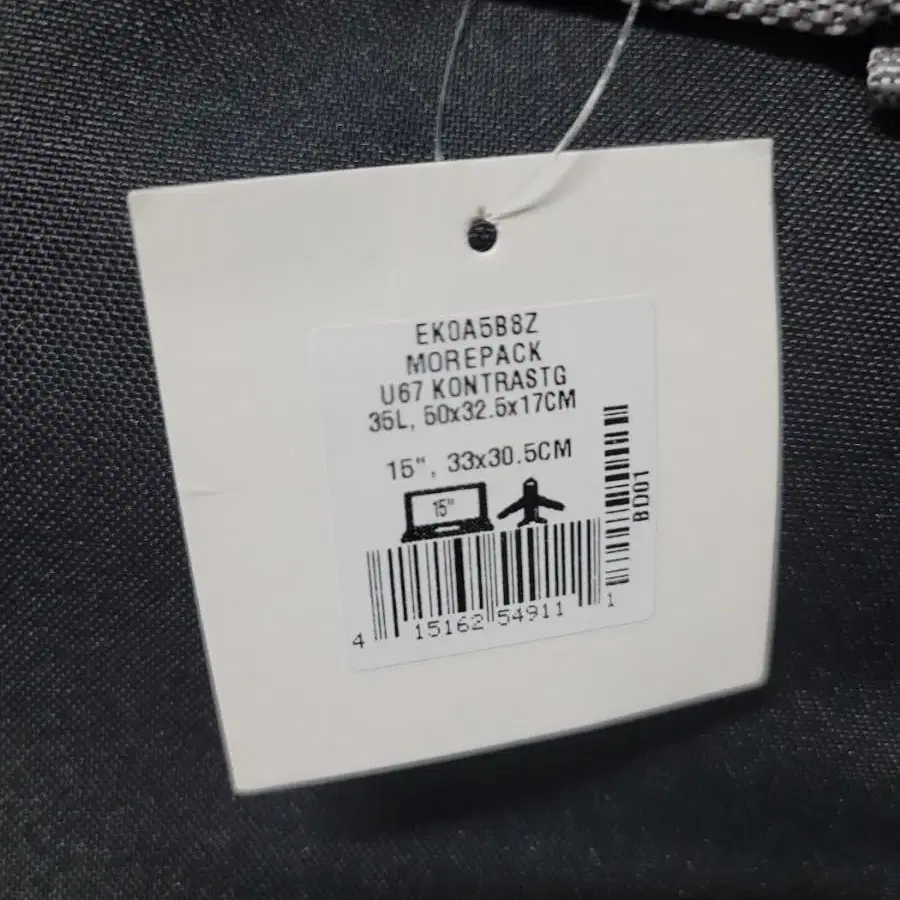 EK0A5B8Z
MOREPACK
U67 KONTRASTG
35L, 50x32.5x17CM
15", 33x30.5CM
15"
BD01
4 15162 54911 1